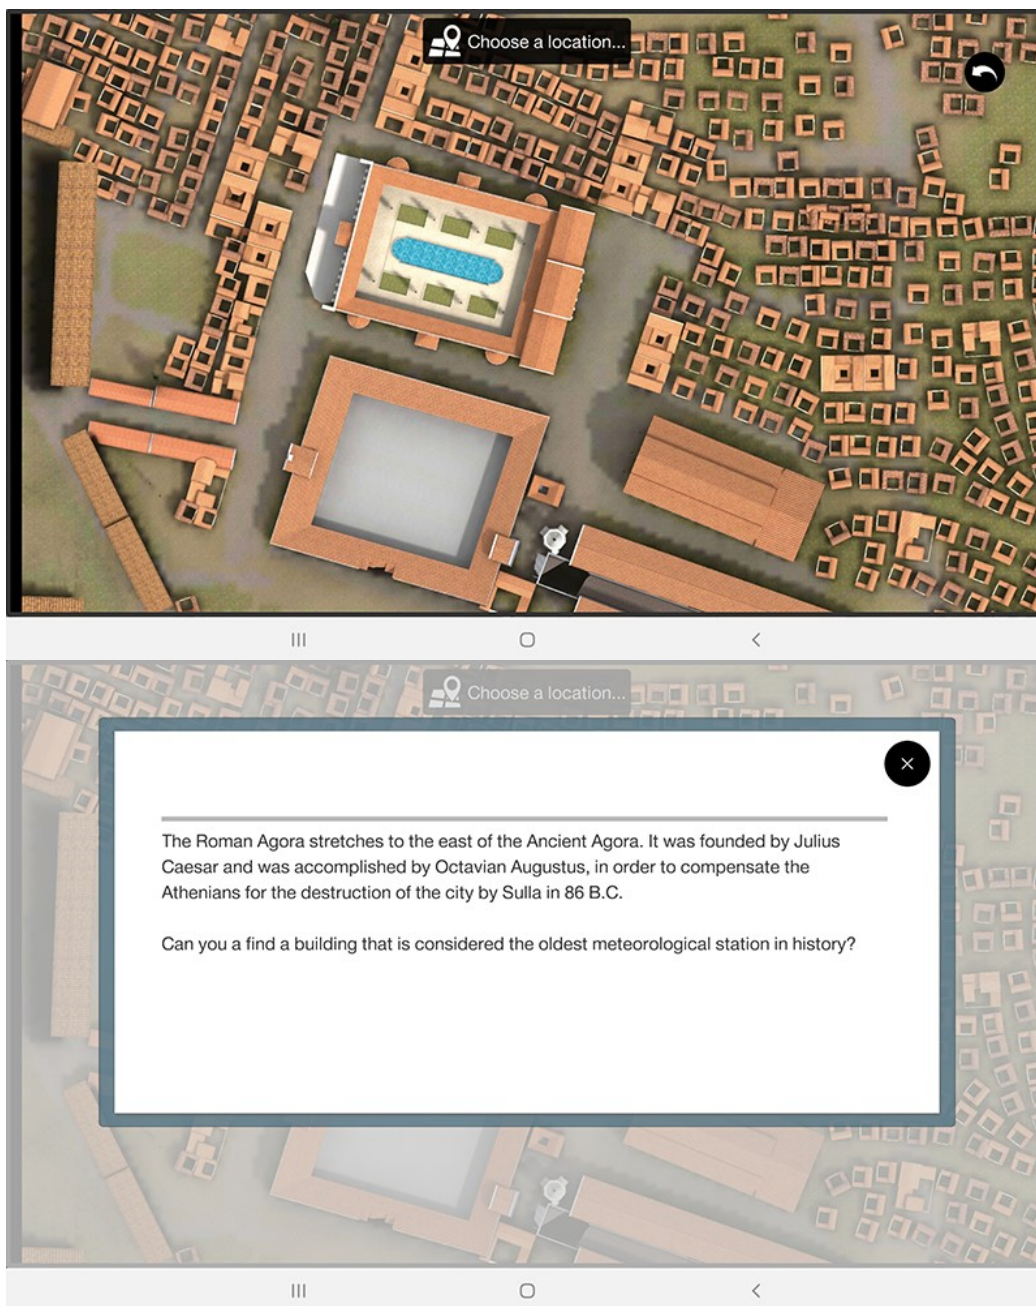 Choose a location...
Choose a location...
The Roman Agora stretches to the east of the Ancient Agora. It was founded by Julius
Caesar and was accomplished by Octavian Augustus, in order to compensate the
Athenians for the destruction of the city by Sulla in 86 B.C.
Can you a find a building that is considered the oldest meteorological station in history?